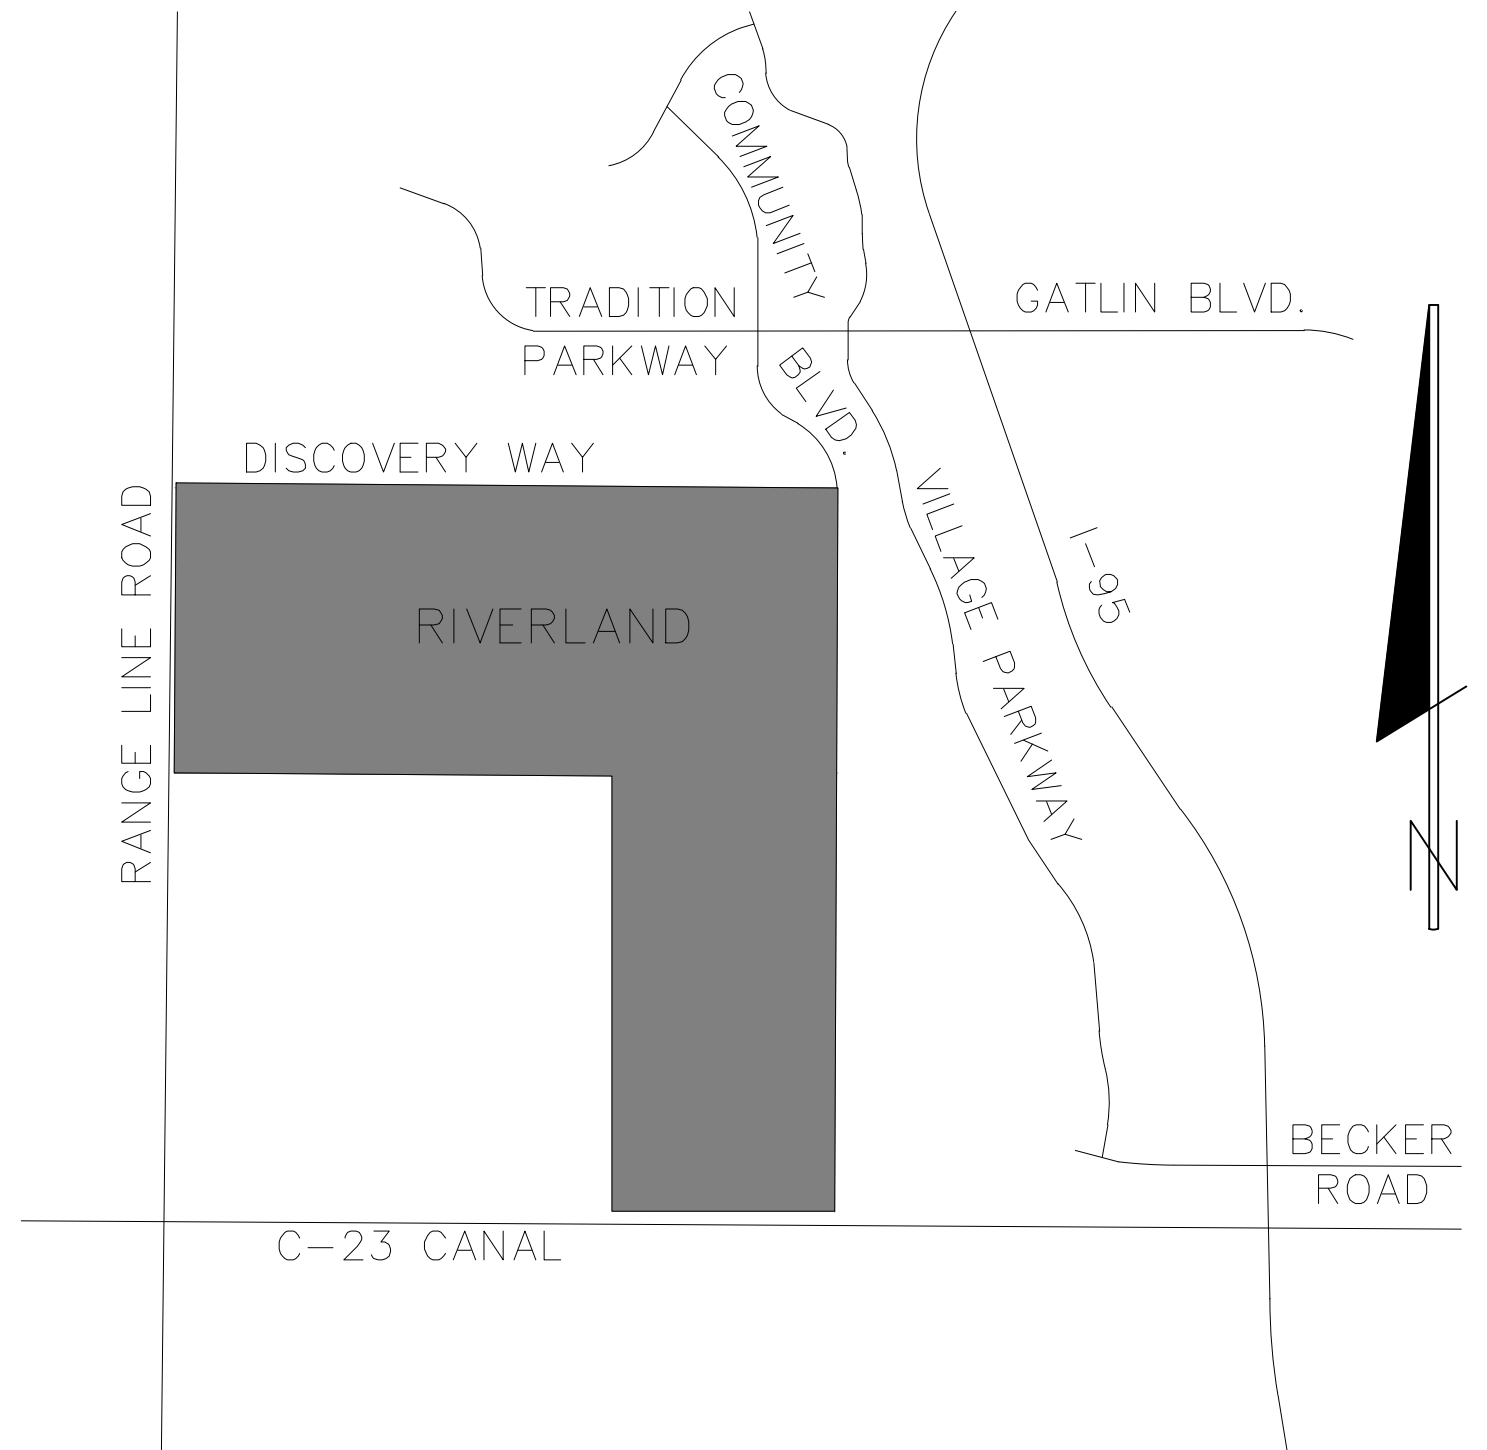 COMMUNITY
BLVD.
TRADITION
PARKWAY
GATLIN BLVD.
DISCOVERY WAY
RANGE LINE ROAD
RIVERLAND
VILLAGE PARKWAY
I-95
N
BECKER
ROAD
C-23 CANAL